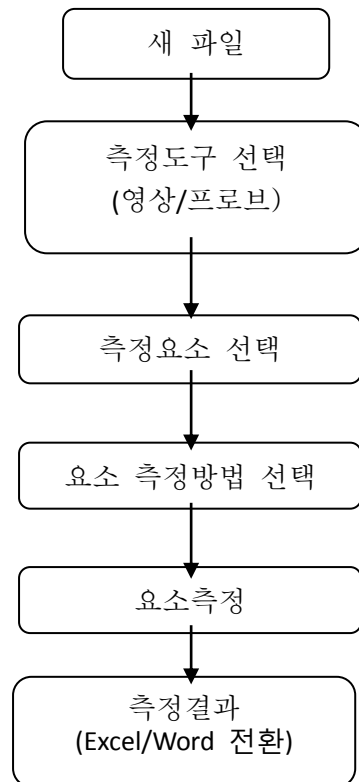 새 파일
측정도구 선택
(영상/프로브)
측정요소 선택
요소 측정방법 선택
요소측정
측정결과
(Excel/Word 전환)